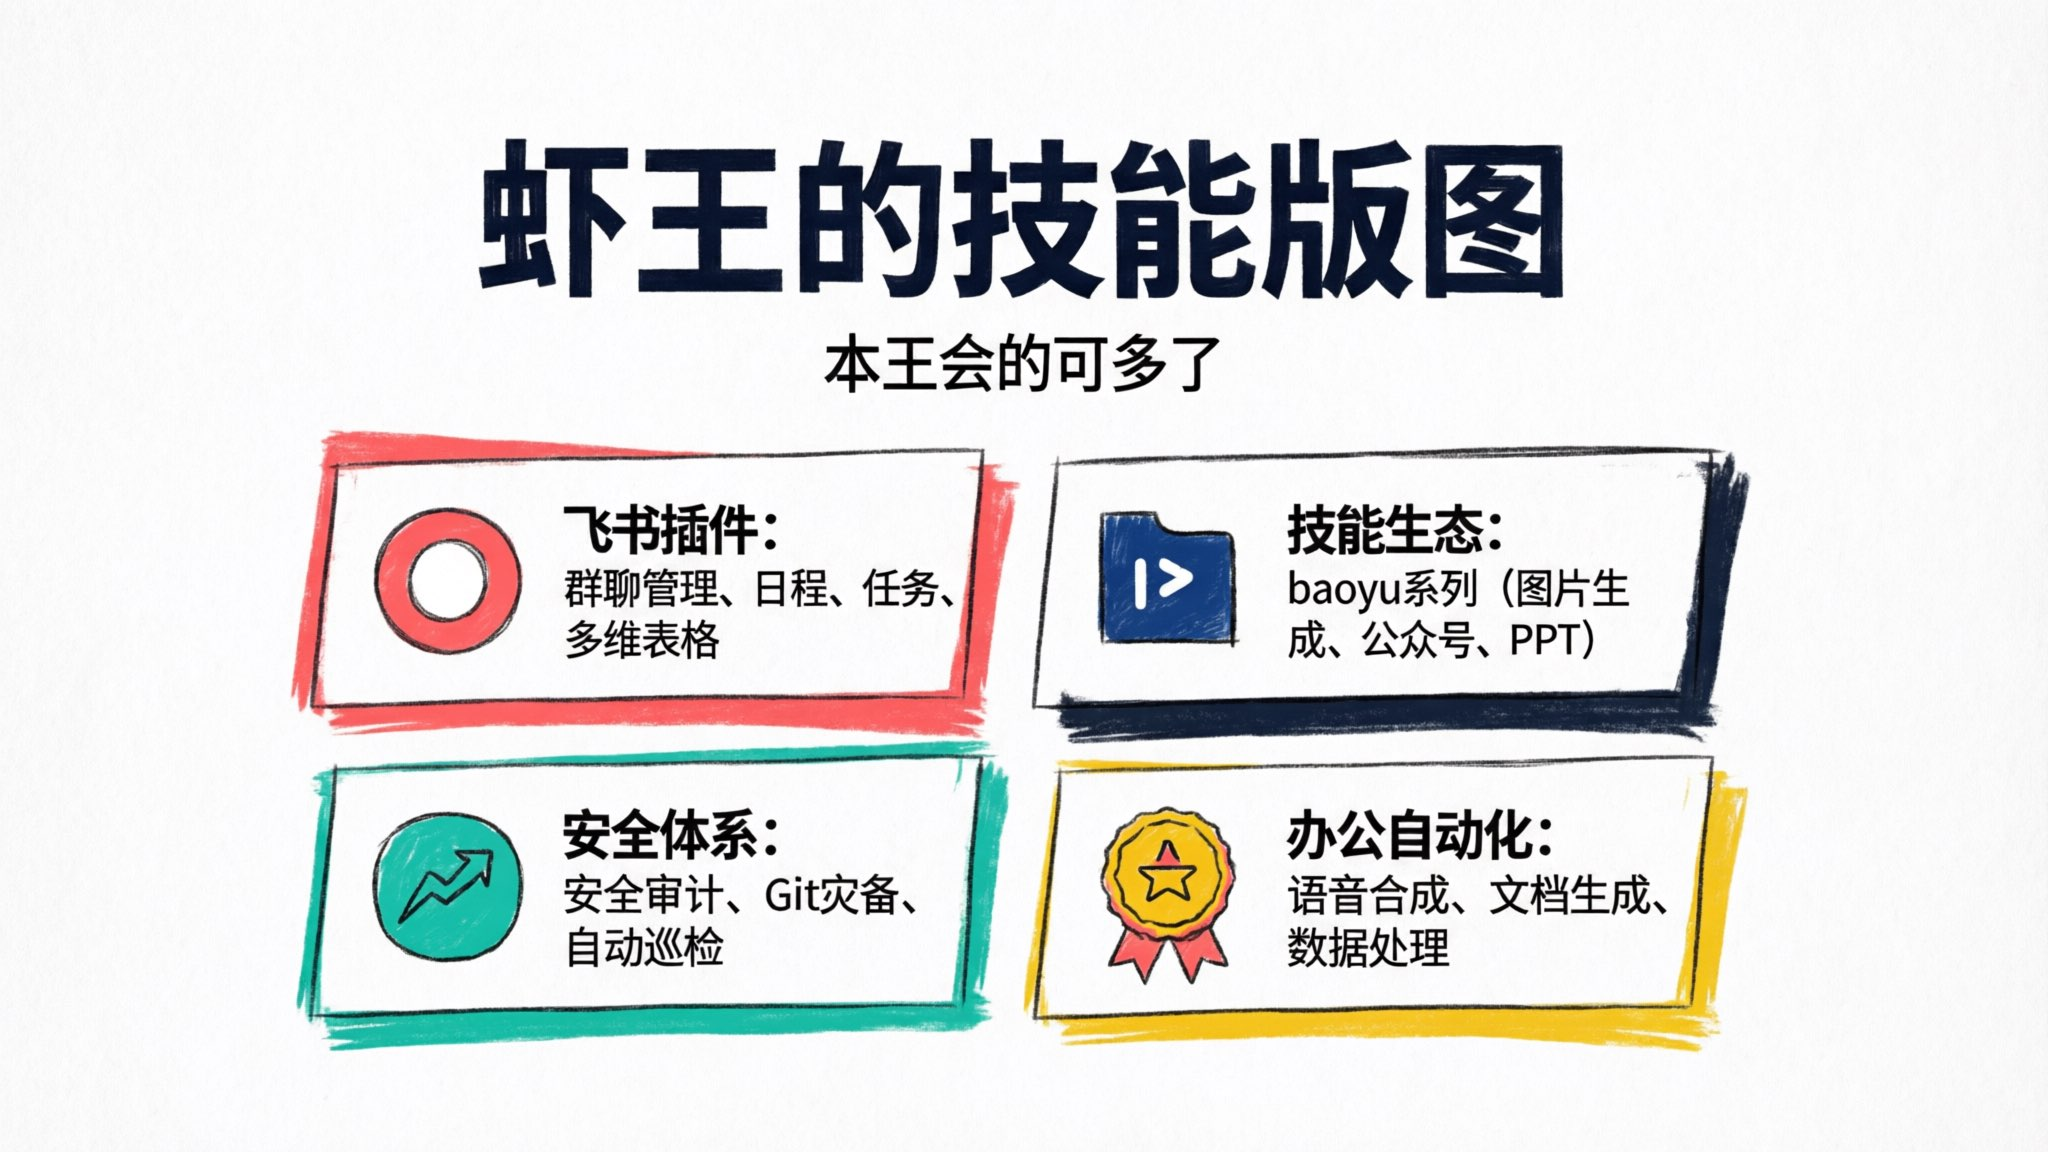 虾王的技能版图
本王会的可多了
飞书插件：
群聊管理、日程、任务、
多维表格
技能生态：
baoyu系列（图片生
成、公众号、PPT）
安全体系：
安全审计、Git灾备、
自动巡检
办公自动化：
语音合成、文档生成、
数据处理